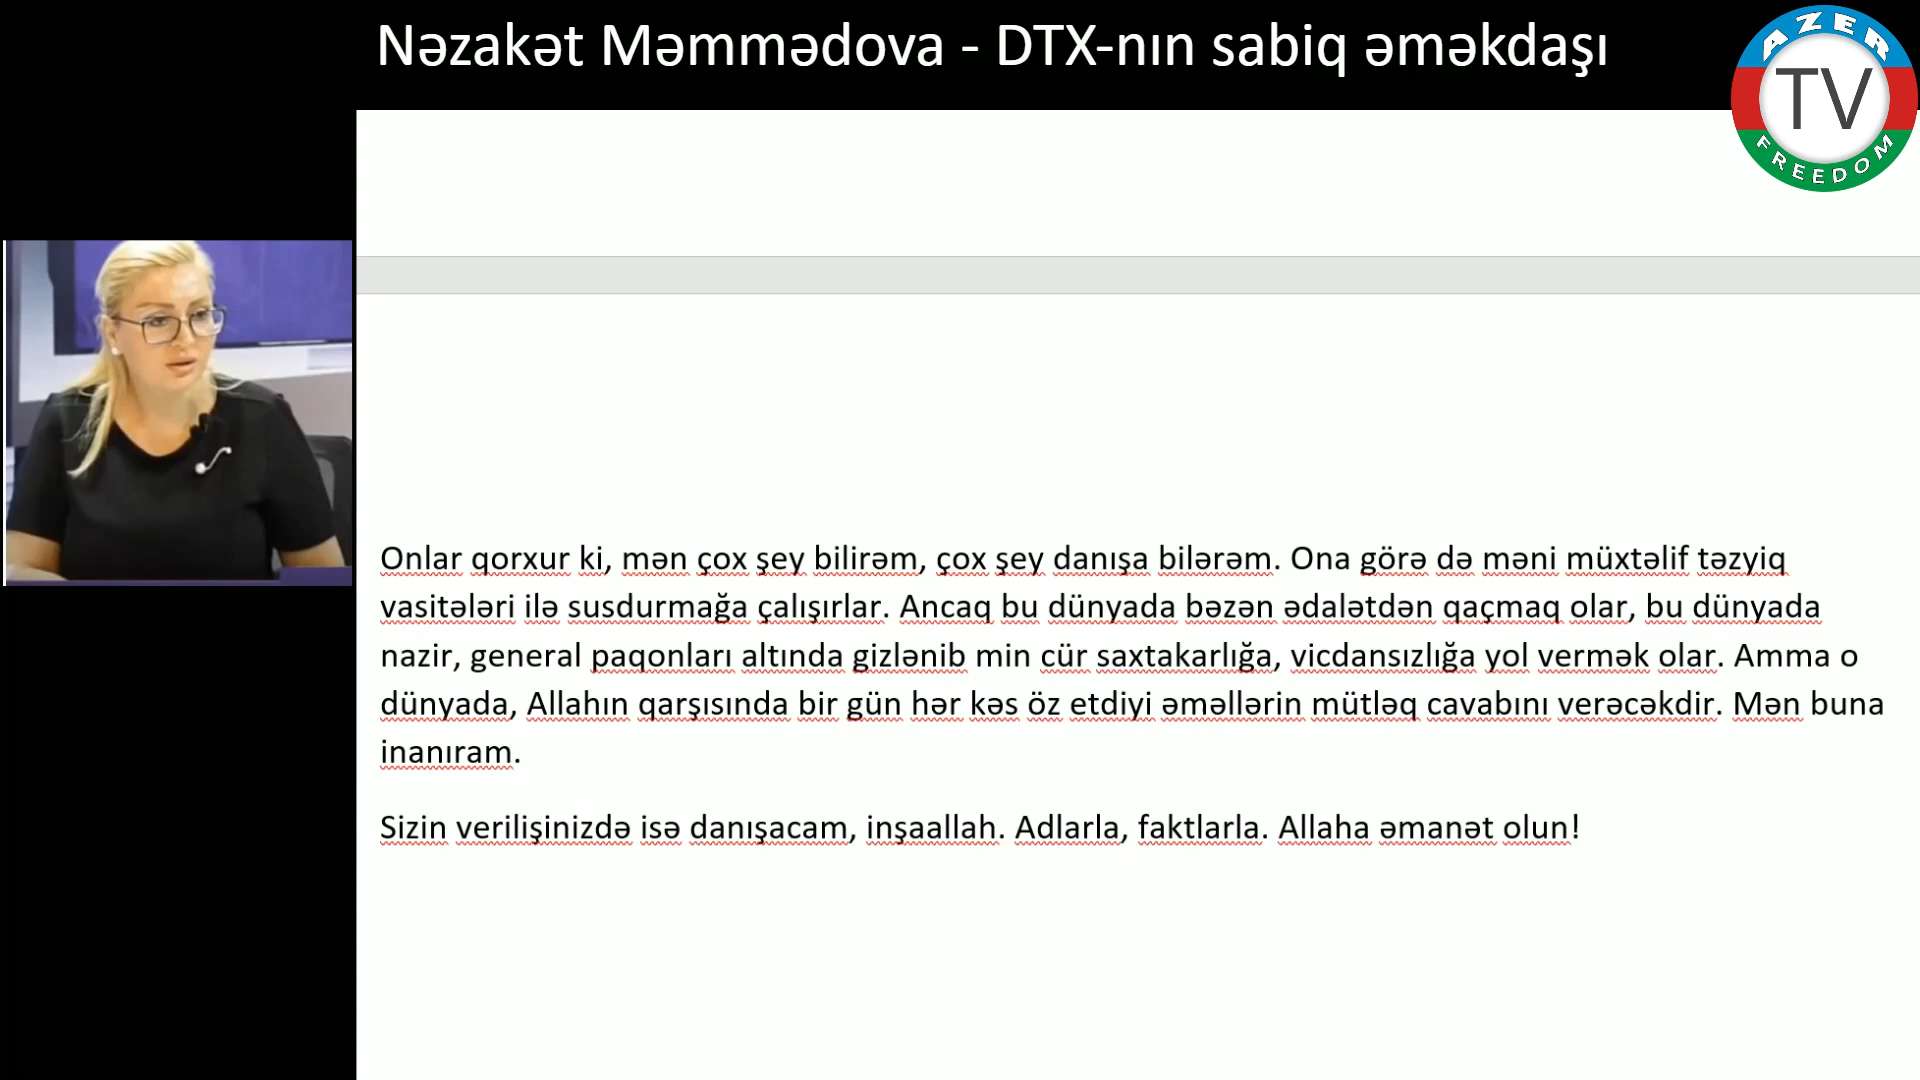 Nəzakət Məmmədova - DTX-nın sabiq əməkdaşı
AZER
TV
FREEDOM
Onlar qorxur ki, mən çox şey bilirəm, çox şey danışa bilərəm. Ona görə də məni müxtəlif təzyiq
vasitələri ilə susdurmağa çalışırlar. Ancaq bu dünyada bəzən ədalətdən qaçmaq olar, bu dünyada
nazir, general paqonları altında gizlənib min cür saxtakarlığa, vicdansızlığa yol vermək olar. Amma o
dünyada, Allahın qarşısında bir gün hər kəs öz etdiyi əməllərin mütləq cavabını verəcəkdir. Mən buna
inanıram.
Sizin verilişinizdə isə danışacam, inşaallah. Adlarla, faktlarla. Allaha əmanət olun!